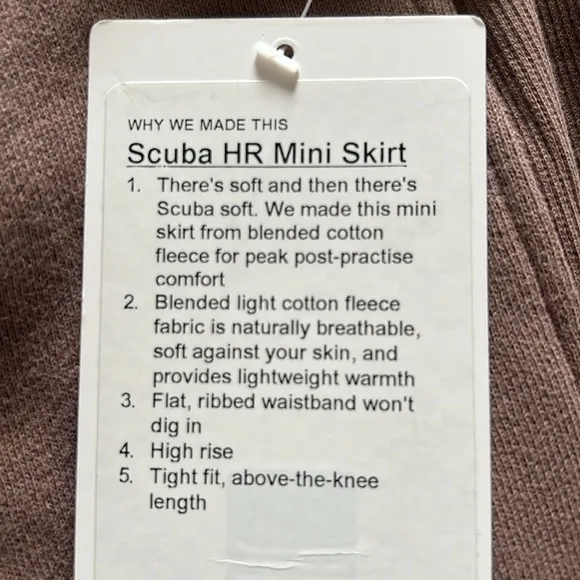 WHY WE MADE THIS
Scuba HR Mini Skirt
1. There's soft and then there's
Scuba soft. We made this mini
skirt from blended cotton
fleece for peak post-practise
comfort
2. Blended light cotton fleece
fabric is naturally breathable,
soft against your skin, and
provides lightweight warmth
3. Flat, ribbed waistband won't
dig in
4. High rise
5. Tight fit, above-the-knee
length